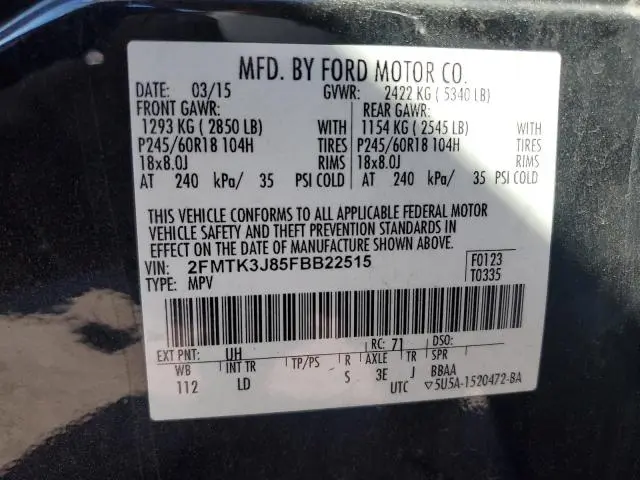 MFD. BY FORD MOTOR CO.
DATE: 03/15 GVWR: 2422 KG ( 5340 LB)
FRONT GAWR: REAR GAWR:
1293 KG ( 2850 LB) WITH 1154 KG ( 2545 LB) WITH
P245/60R18 104H TIRES P245/60R18 104H TIRES
18x8.0J RIMS 18x8.0J RIMS
AT 240 kPa/ 35 PSI COLD AT 240 kPa/ 35 PSI COLD
THIS VEHICLE CONFORMS TO ALL APPLICABLE FEDERAL MOTOR
VEHICLE SAFETY AND THEFT PREVENTION STANDARDS IN
EFFECT ON THE DATE OF MANUFACTURE SHOWN ABOVE.
VIN: 2FMTK3J85FBB22515 F0123
TYPE: MPV T0335
EXT PNT: UH RC: 71 DSO:
WB INT TR TP/PS R AXLE TR SPR
112 LD S 3E J BBAA
UTC ▽5U5A-1520472-BA